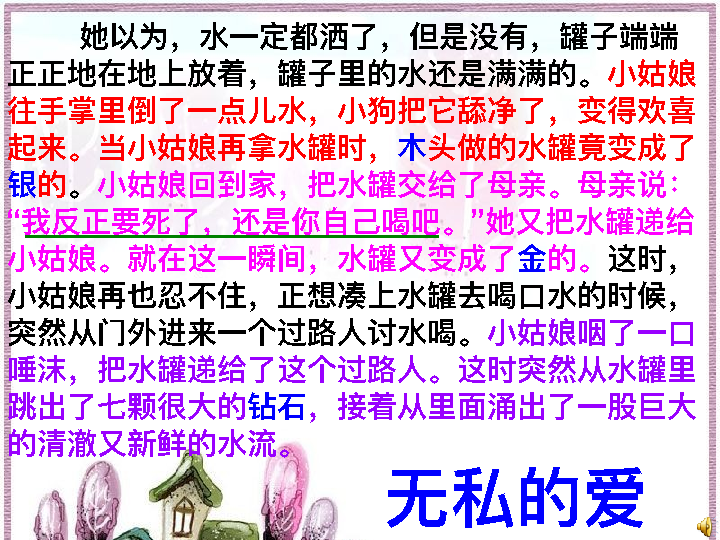 她以为，水一定都洒了，但是没有，罐子端端
正正地在地上放着，罐子里的水还是满满的。小姑娘
往手掌里倒了一点儿水，小狗把它舔净了，变得欢喜
起来。当小姑娘再拿水罐时，木头做的水罐竟变成了
银的。小姑娘回到家，把水罐交给了母亲。母亲说：
“我反正要死了，还是你自己喝吧。”她又把水罐递给
小姑娘。就在这一瞬间，水罐又变成了金的。这时，
小姑娘再也忍不住，正想凑上水罐去喝口水的时候，
突然从门外进来一个过路人讨水喝。小姑娘咽了一口
唾沫，把水罐递给了这个过路人。这时突然从水罐里
跳出了七颗很大的钻石，接着从里面涌出了一股巨大
的清澈又新鲜的水流。
无私的爱